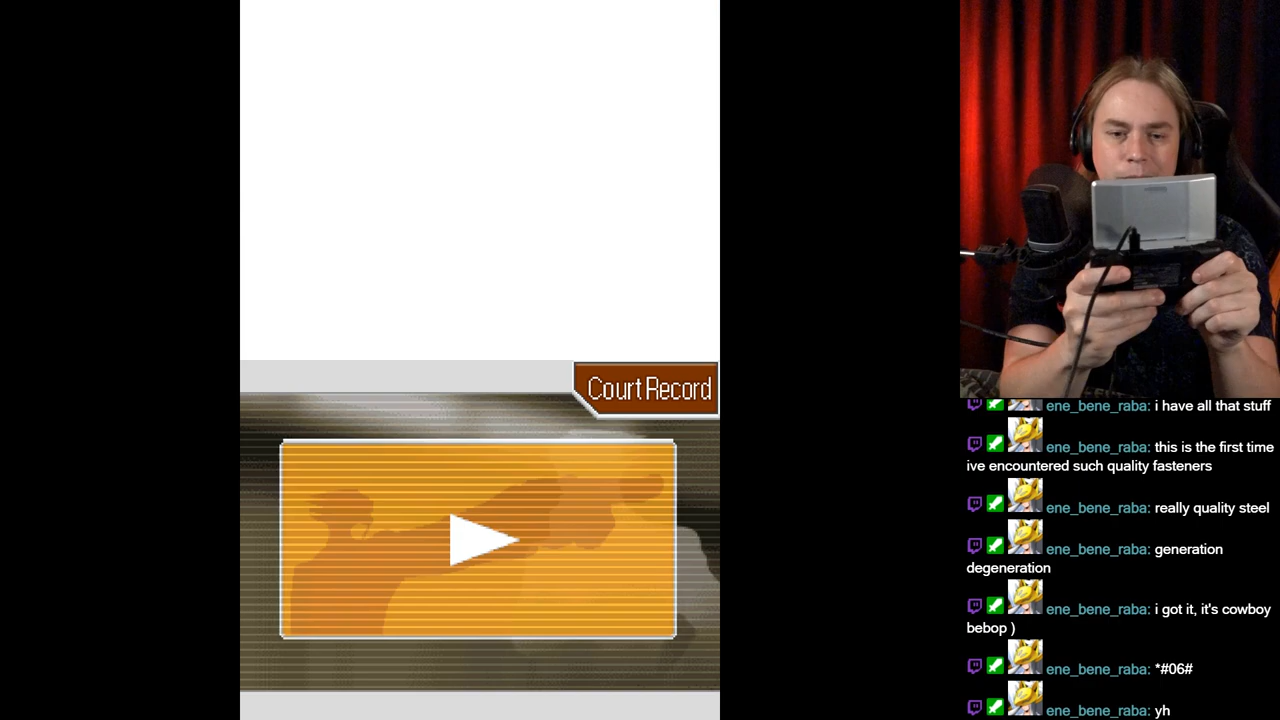 Court Record
ene_bene_raba: i have all that stuff
ene_bene_raba: this is the first time
ive encountered such quality fasteners
ene_bene_raba: really quality steel
ene_bene_raba: generation
degeneration
ene_bene_raba: i got it, it's cowboy
bebop )
ene_bene_raba: *#06#
ene_bene_raba: yh